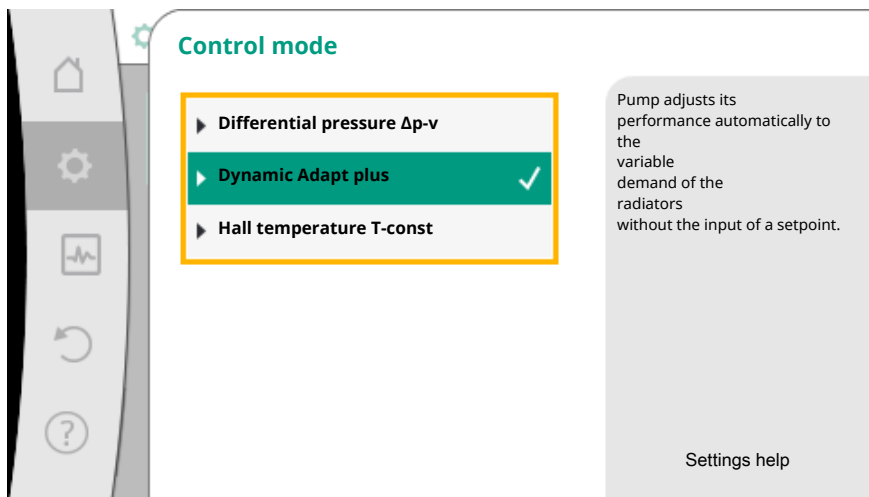 Control mode
Differential pressure Δp-v
Dynamic Adapt plus
Hall temperature T-const
Pump adjusts its
performance automatically to
the
variable
demand of the
radiators
without the input of a setpoint.
Settings help
?